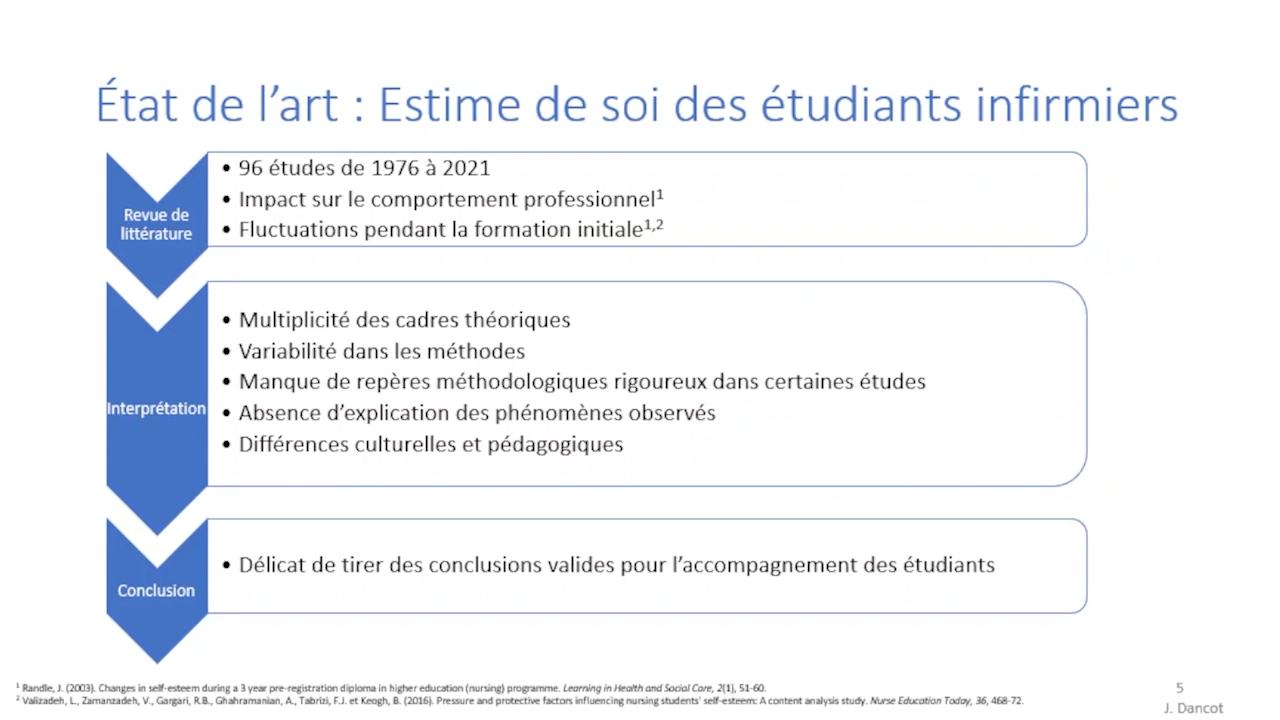 État de l’art : Estime de soi des étudiants infirmiers
Revue de
littérature
• 96 études de 1976 à 2021
• Impact sur le comportement professionnel¹
• Fluctuations pendant la formation initiale¹,²
Interprétation
• Multiplicité des cadres théoriques
• Variabilité dans les méthodes
• Manque de repères méthodologiques rigoureux dans certaines études
• Absence d’explication des phénomènes observés
• Différences culturelles et pédagogiques
Conclusion
• Délicat de tirer des conclusions valides pour l’accompagnement des étudiants
¹ Randle, J. (2003). Changes in self-esteem during a 3 year pre-registration diploma in higher education (nursing) programme. Learning in Health and Social Care, 2(1), 51-60.
² Valizadeh, L., Zamanzadeh, V., Gargari, R.B., Ghahramanian, A., Tabrizi, F.J. et Keogh, B. (2016). Pressure and protective factors influencing nursing students' self-esteem: A content analysis study. Nurse Education Today, 36, 468-72.
5
J. Dancot